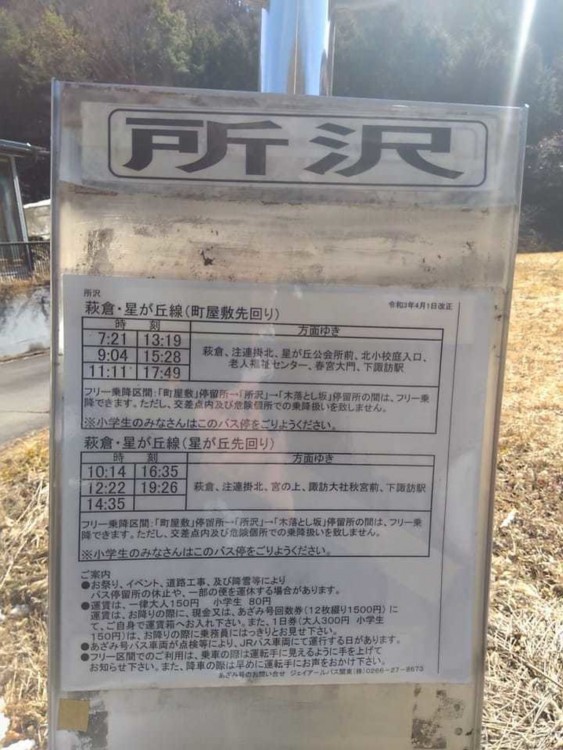 所沢
所沢
萩倉・星が丘線(町屋敷先回り)
令和3年4月1日改正
時 刻 方面ゆき
7:21 13:19
9:04 15:28
11:11 17:49
萩倉、注連掛北、星が丘公会所前、北小校庭入口、
老人福祉センター、春宮大門、下諏訪駅
フリー乗降区間:「町屋敷」停留所→「所沢」→「木落とし坂」停留所の間は、フリー乗
降できます。ただし、交差点内及び危険個所での乗降扱いを致しません。
※小学生のみなさんはこのバス停をごりようください。
萩倉・星が丘線(星が丘先回り)
時 刻 方面ゆき
10:14 16:35
12:22 19:26
14:35
萩倉、注連掛北、宮の上、諏訪大社秋宮前、下諏訪駅
フリー乗降区間:「町屋敷」停留所→「所沢」→「木落とし坂」停留所の間は、フリー乗
降できます。ただし、交差点内及び危険個所での乗降扱いを致しません。
※小学生のみなさんはこのバス停をごりようください。
ご案内
●お祭り、イベント、道路工事、及び降雪等により
バス停留所の休止や、一部の便を運休する場合があります。
●運賃は、一律大人150円 小学生 80円
運賃は、お降りの際に、現金又は、あざみ号回数券(12枚綴り1500円)に
て、ご自身で運賃箱へお入れ下さい。また、1日券(大人300円 小学生
150円)は、お降りの際に乗務員にはっきりとお見せ下さい。
●あざみ号バス車両が点検等により、JRバス車両にて運行する日があります。
●フリー区間でのご利用は、乗車の際は運転手に見えるように手を上げて
お知らせ下さい。また、降車の際は早めに運転手にお声をおかけ下さい。
あざみ号のお問い合せ ジェイアールバス関東(株)0266-27-8673